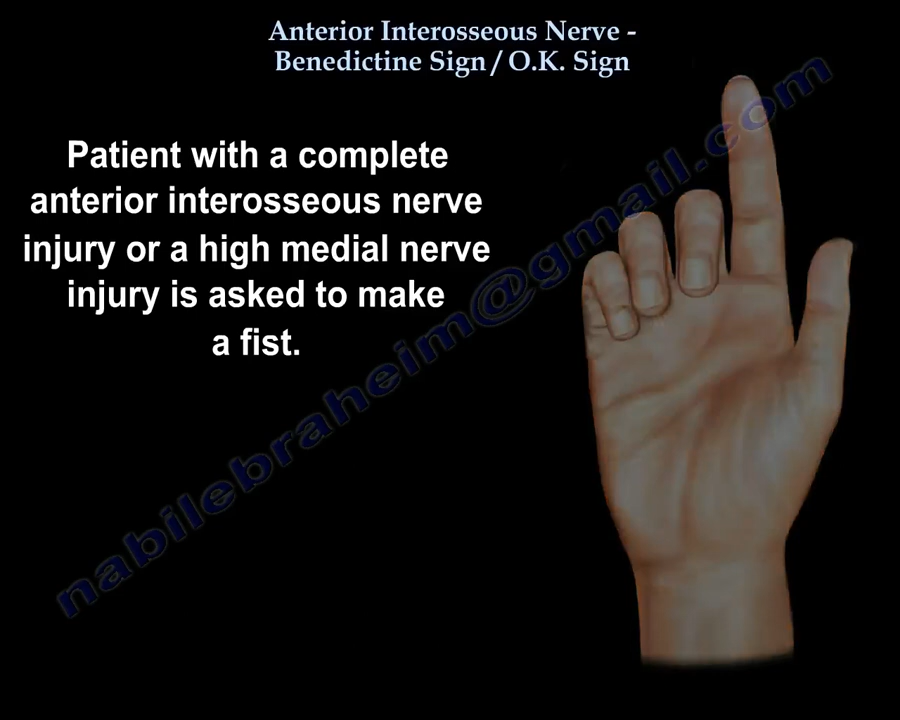 Anterior Interosseous Nerve -
Benedictine Sign / O.K. Sign
Patient with a complete
anterior interosseous nerve
injury or a high medial nerve
injury is asked to make
a fist.
nabilebraheim@gmail.com